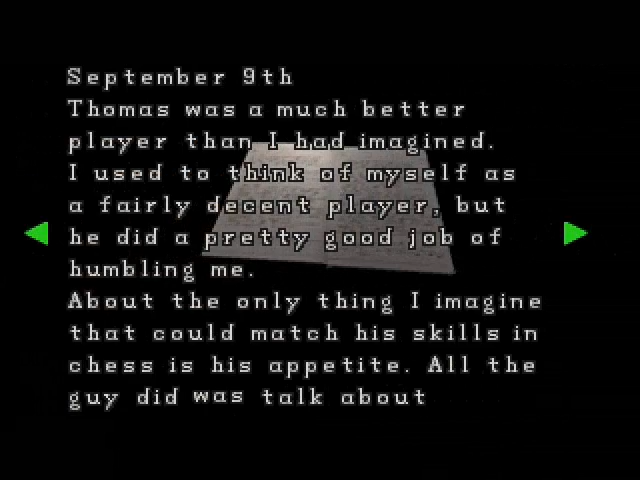 September 9th
Thomas was a much better
player than I had imagined.
I used to think of myself as
a fairly decent player, but
he did a pretty good job of
humbling me.
About the only thing I imagine
that could match his skills in
chess is his appetite. All the
guy did was talk about